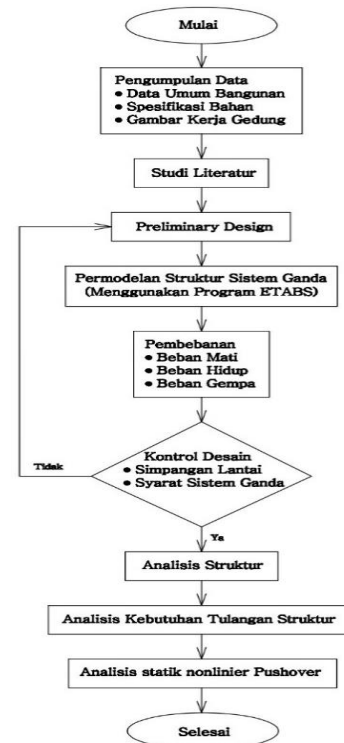 Mulai
Pengumpulan Data
• Data Umum Bangunan
• Spesifikasi Bahan
• Gambar Kerja Gedung
Studi Literatur
Preliminary Design
Permodelan Struktur Sistem Ganda
(Menggunakan Program ETABS)
Pembebanan
• Beban Mati
• Beban Hidup
• Beban Gempa
Kontrol Desain
• Simpangan Lantai
• Syarat Sistem Ganda
Tidak
Ya
Analisis Struktur
Analisis Kebutuhan Tulangan Struktur
Analisis statik nonlinier Pushover
Selesai